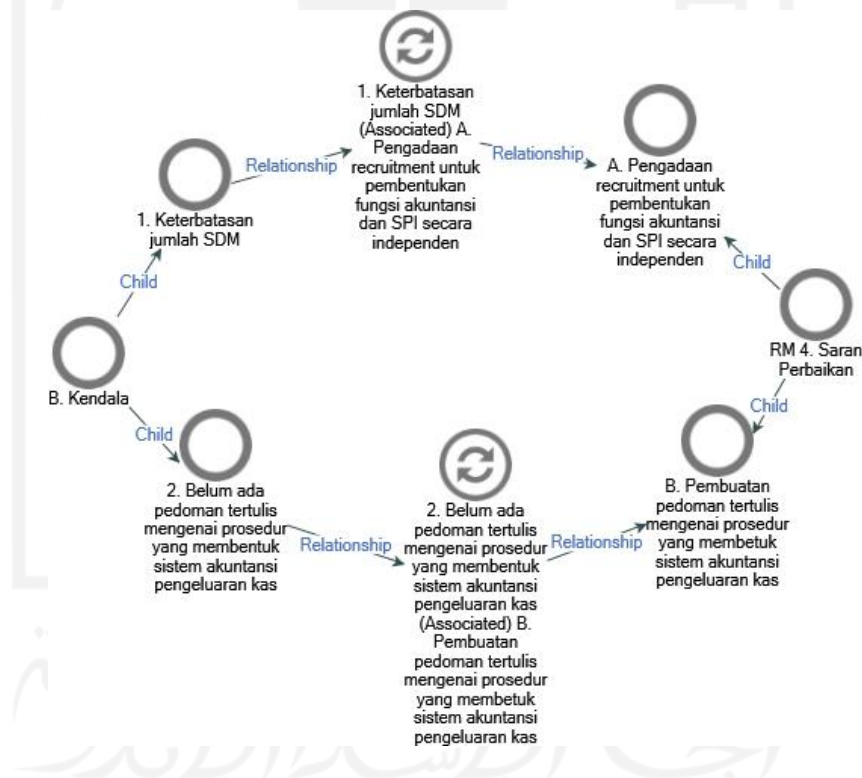 1. Keterbatasan
jumlah SDM
(Associated) A.
Pengadaan
recruitment untuk
pembentukan
fungsi akuntansi
dan SPI secara
independen
Relationship
Relationship
A. Pengadaan
recruitment untuk
pembentukan
fungsi akuntansi
dan SPI secara
independen
1. Keterbatasan
jumlah SDM
Child
Child
B. Kendala
RM 4. Saran
Perbaikan
Child
Child
2. Belum ada
pedoman tertulis
mengenai prosedur
yang membentuk
sistem akuntansi
pengeluaran kas
Relationship
2. Belum ada
pedoman tertulis
mengenai prosedur
yang membentuk
sistem akuntansi
pengeluaran kas
(Associated) B.
Pembuatan
pedoman tertulis
mengenai prosedur
yang membetuk
sistem akuntansi
pengeluaran kas
Relationship
B. Pembuatan
pedoman tertulis
mengenai prosedur
yang membetuk
sistem akuntansi
pengeluaran kas